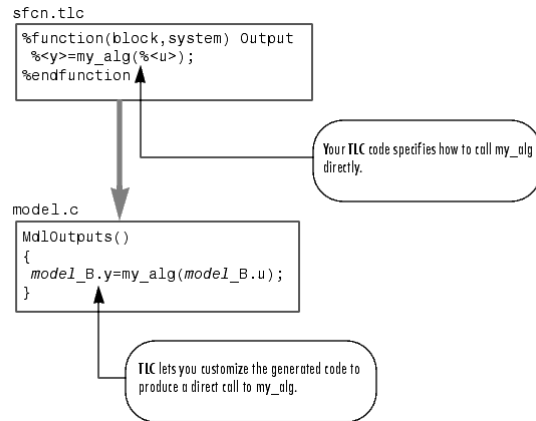 sfcn.tlc
%function(block,system) Output
%<y>=my_alg(%<u>);
%endfunction
Your TLC code specifies how to call my_alg
directly.
model.c
MdlOutputs()
{
model_B.y=my_alg(model_B.u);
}
TLC lets you customize the generated code to
produce a direct call to my_alg.